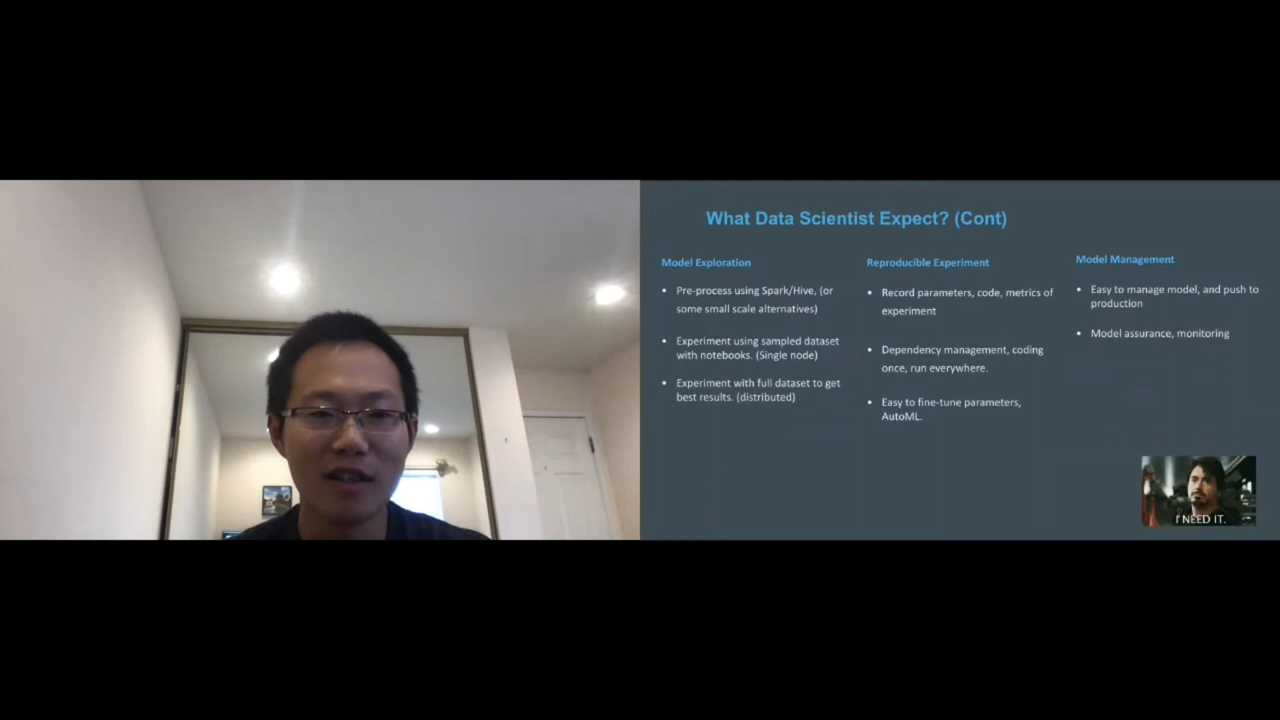 What Data Scientist Expect? (Cont)
Model Exploration
• Pre-process using Spark/Hive, (or
some small scale alternatives)
• Experiment using sampled dataset
with notebooks. (Single node)
• Experiment with full dataset to get
best results. (distributed)
Reproducible Experiment
• Record parameters, code, metrics of
experiment
• Dependency management, coding
once, run everywhere.
• Easy to fine-tune parameters,
AutoML.
Model Management
• Easy to manage model, and push to
production
• Model assurance, monitoring
I NEED IT.